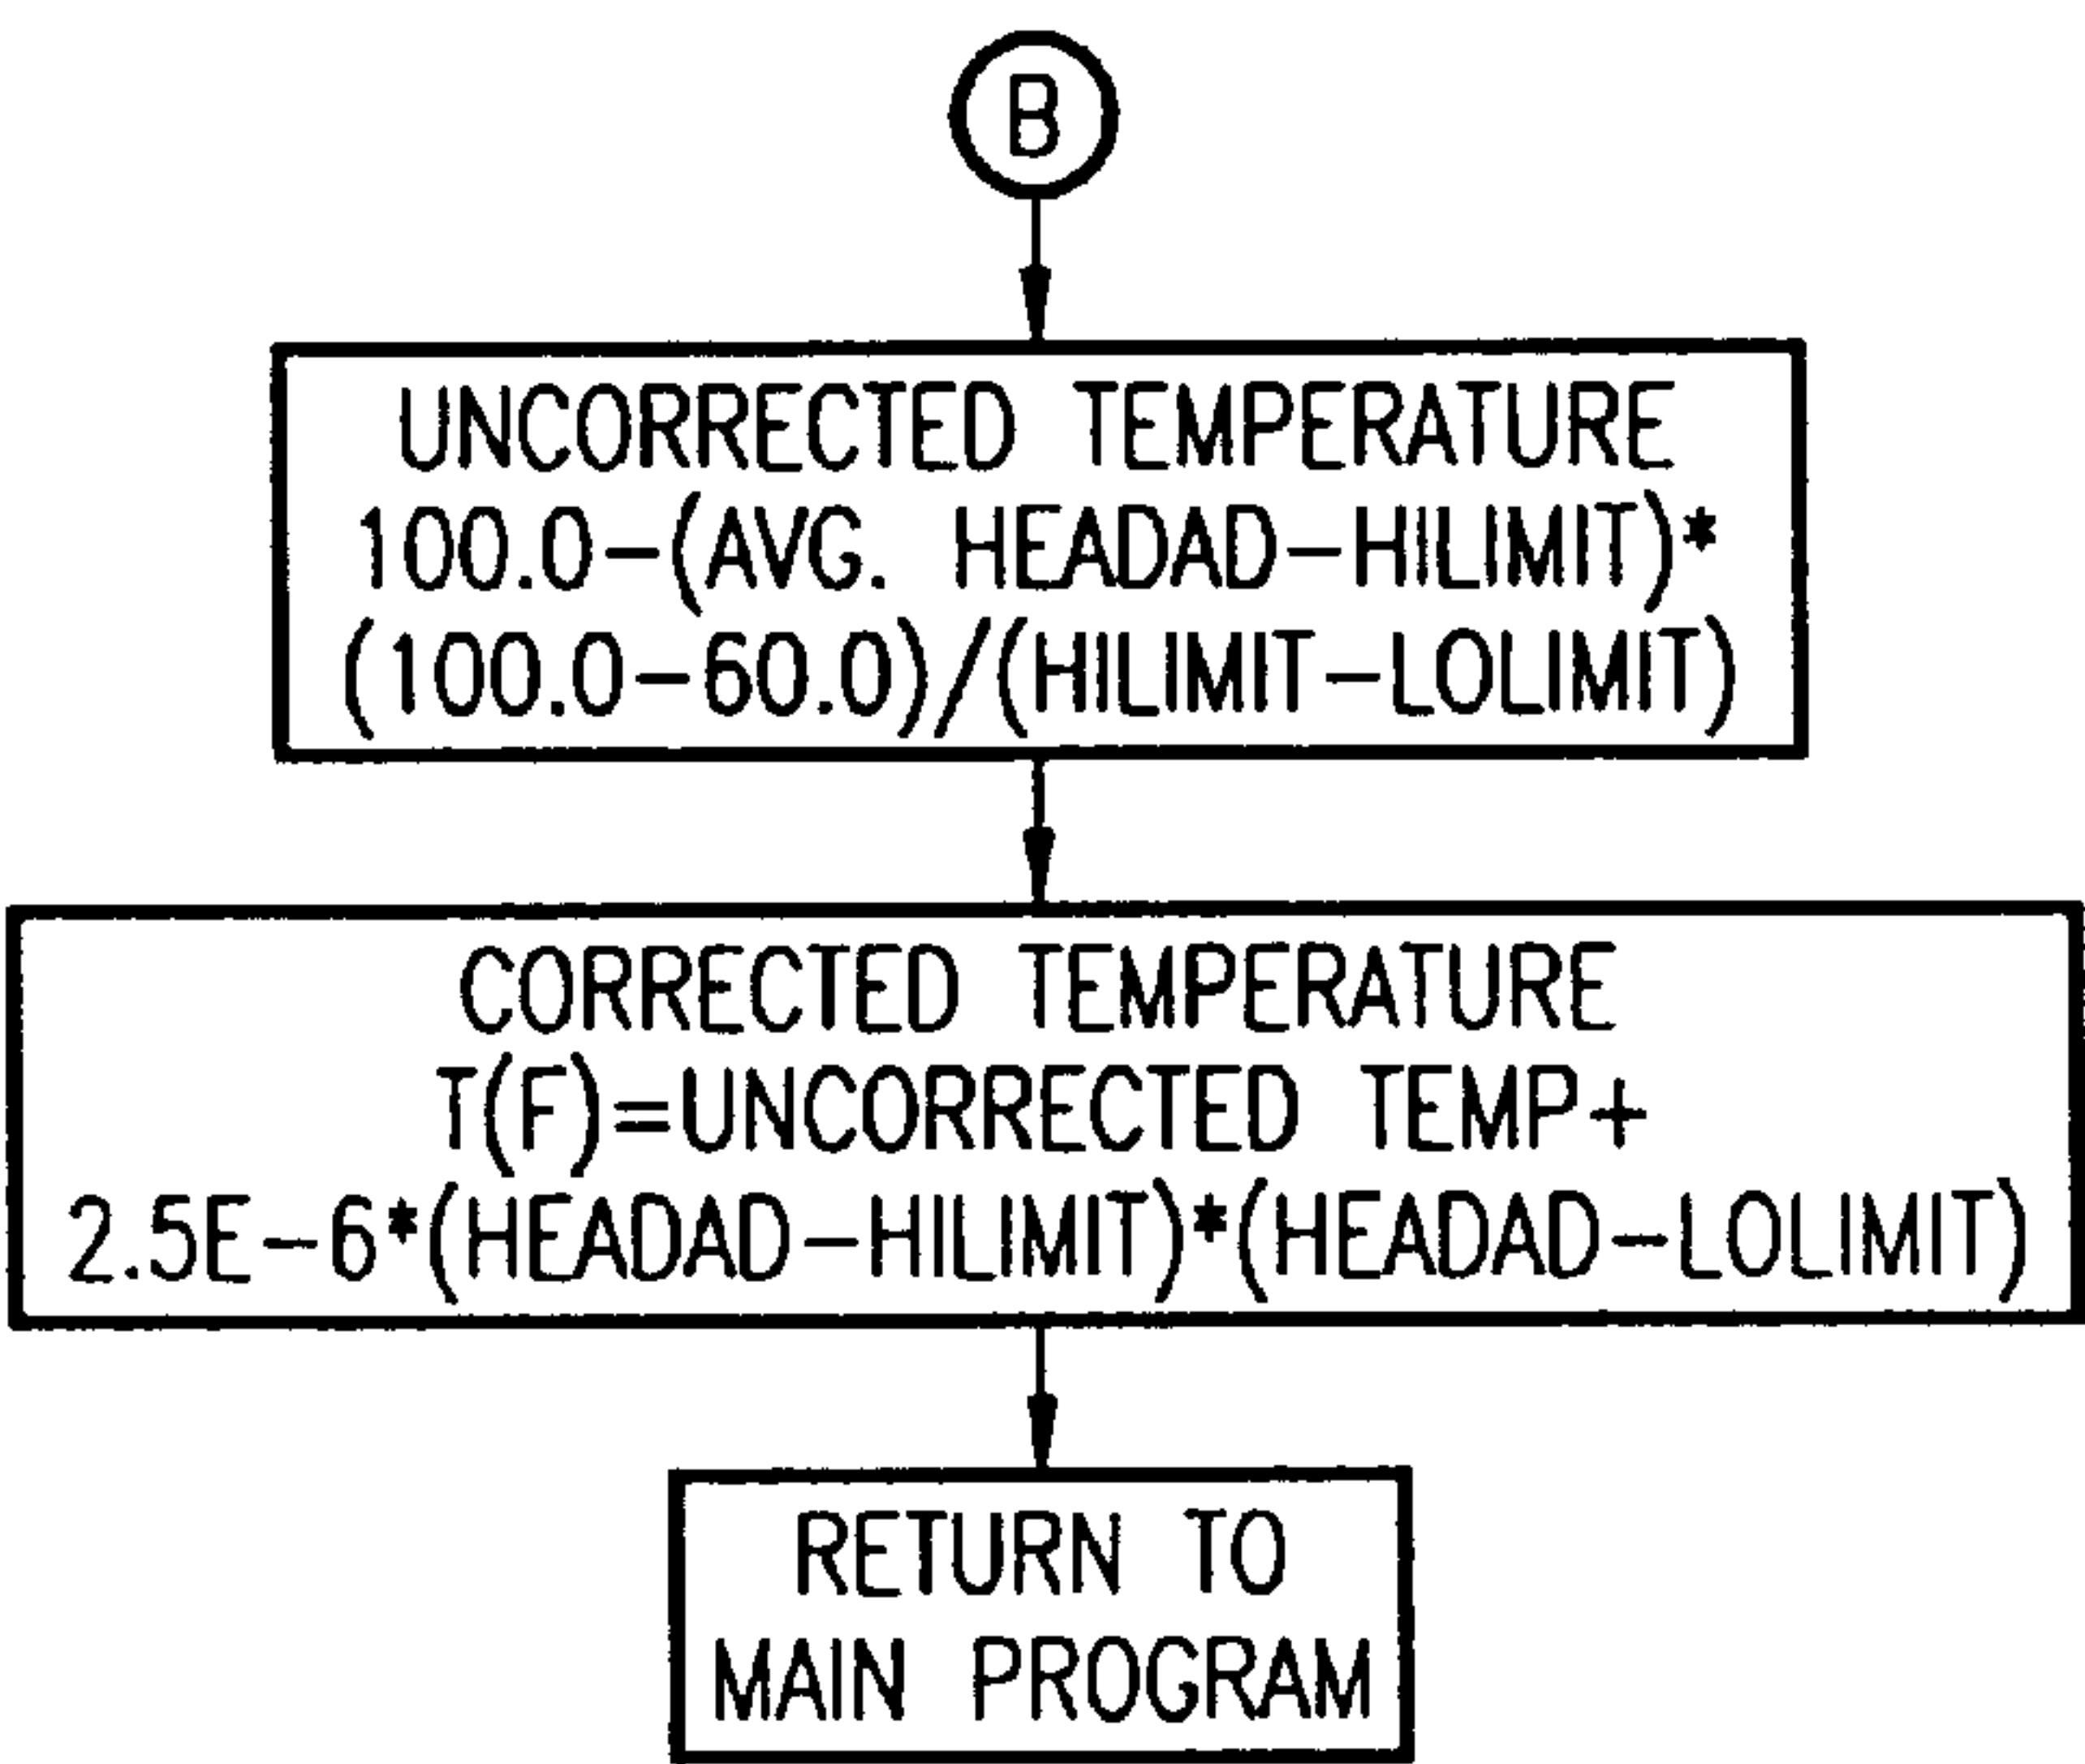 B
UNCORRECTED TEMPERATURE
100.0-(AVG. HEADAD-HILIMIT)*
(100.0-60.0)/(HILIMIT-LOLIMIT)
CORRECTED TEMPERATURE
T(F)=UNCORRECTED TEMP+
2.5E-6*(HEADAD-HILIMIT)*(HEADAD-LOLIMIT)
RETURN TO
MAIN PROGRAM